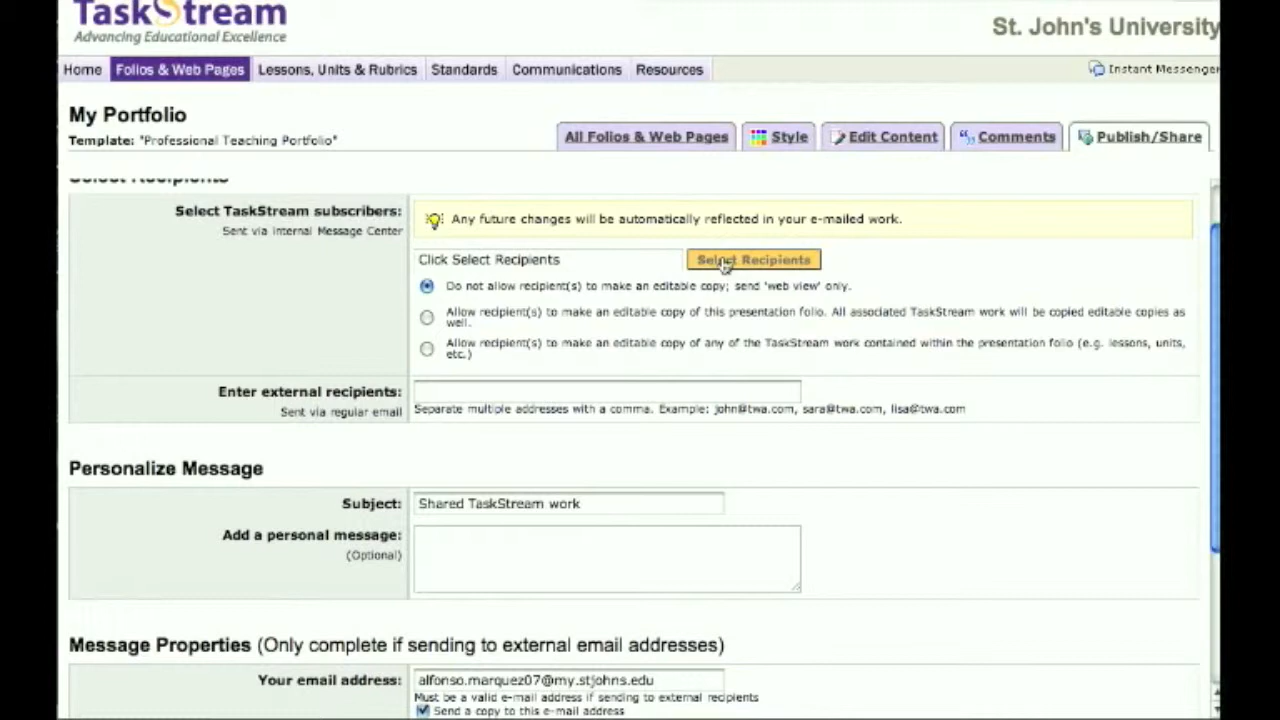 TaskStream
Advancing Educational Excellence
St. John's University
Home Folios & Web Pages Lessons, Units & Rubrics Standards Communications Resources
Instant Messenger
My Portfolio
Template: "Professional Teaching Portfolio"
All Folios & Web Pages Style Edit Content Comments Publish/Share
Select Recipients
Select TaskStream subscribers:
Sent via Internal Message Center
Any future changes will be automatically reflected in your e-mailed work.
Click Select Recipients Select Recipients
Do not allow recipient(s) to make an editable copy; send 'web view' only.
Allow recipient(s) to make an editable copy of this presentation folio. All associated TaskStream work will be copied editable copies as
well.
Allow recipient(s) to make an editable copy of any of the TaskStream work contained within the presentation folio (e.g. lessons, units,
etc.)
Enter external recipients:
Sent via regular email
Separate multiple addresses with a comma. Example: john@twa.com, sara@twa.com, lisa@twa.com
Personalize Message
Subject: Shared TaskStream work
Add a personal message:
(Optional)
Message Properties (Only complete if sending to external email addresses)
Your email address: alfonso.marquez07@my.stjohns.edu
Must be a valid e-mail address if sending to external recipients
Send a copy to this e-mail address